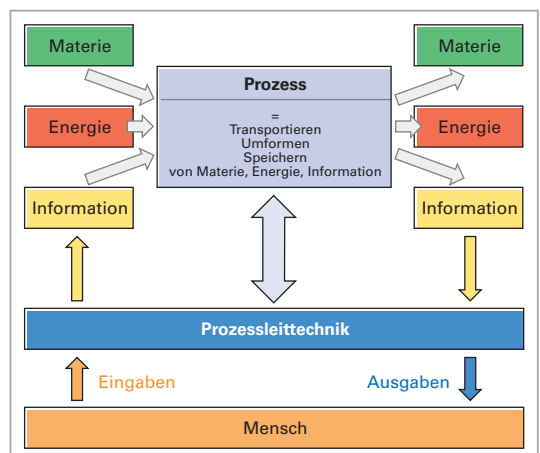 Materie
Materie
Prozess
=
Transportieren
Umformen
Speichern
von Materie, Energie, Information
Energie
Energie
Information
Information
Prozessleittechnik
Eingaben
Ausgaben
Mensch